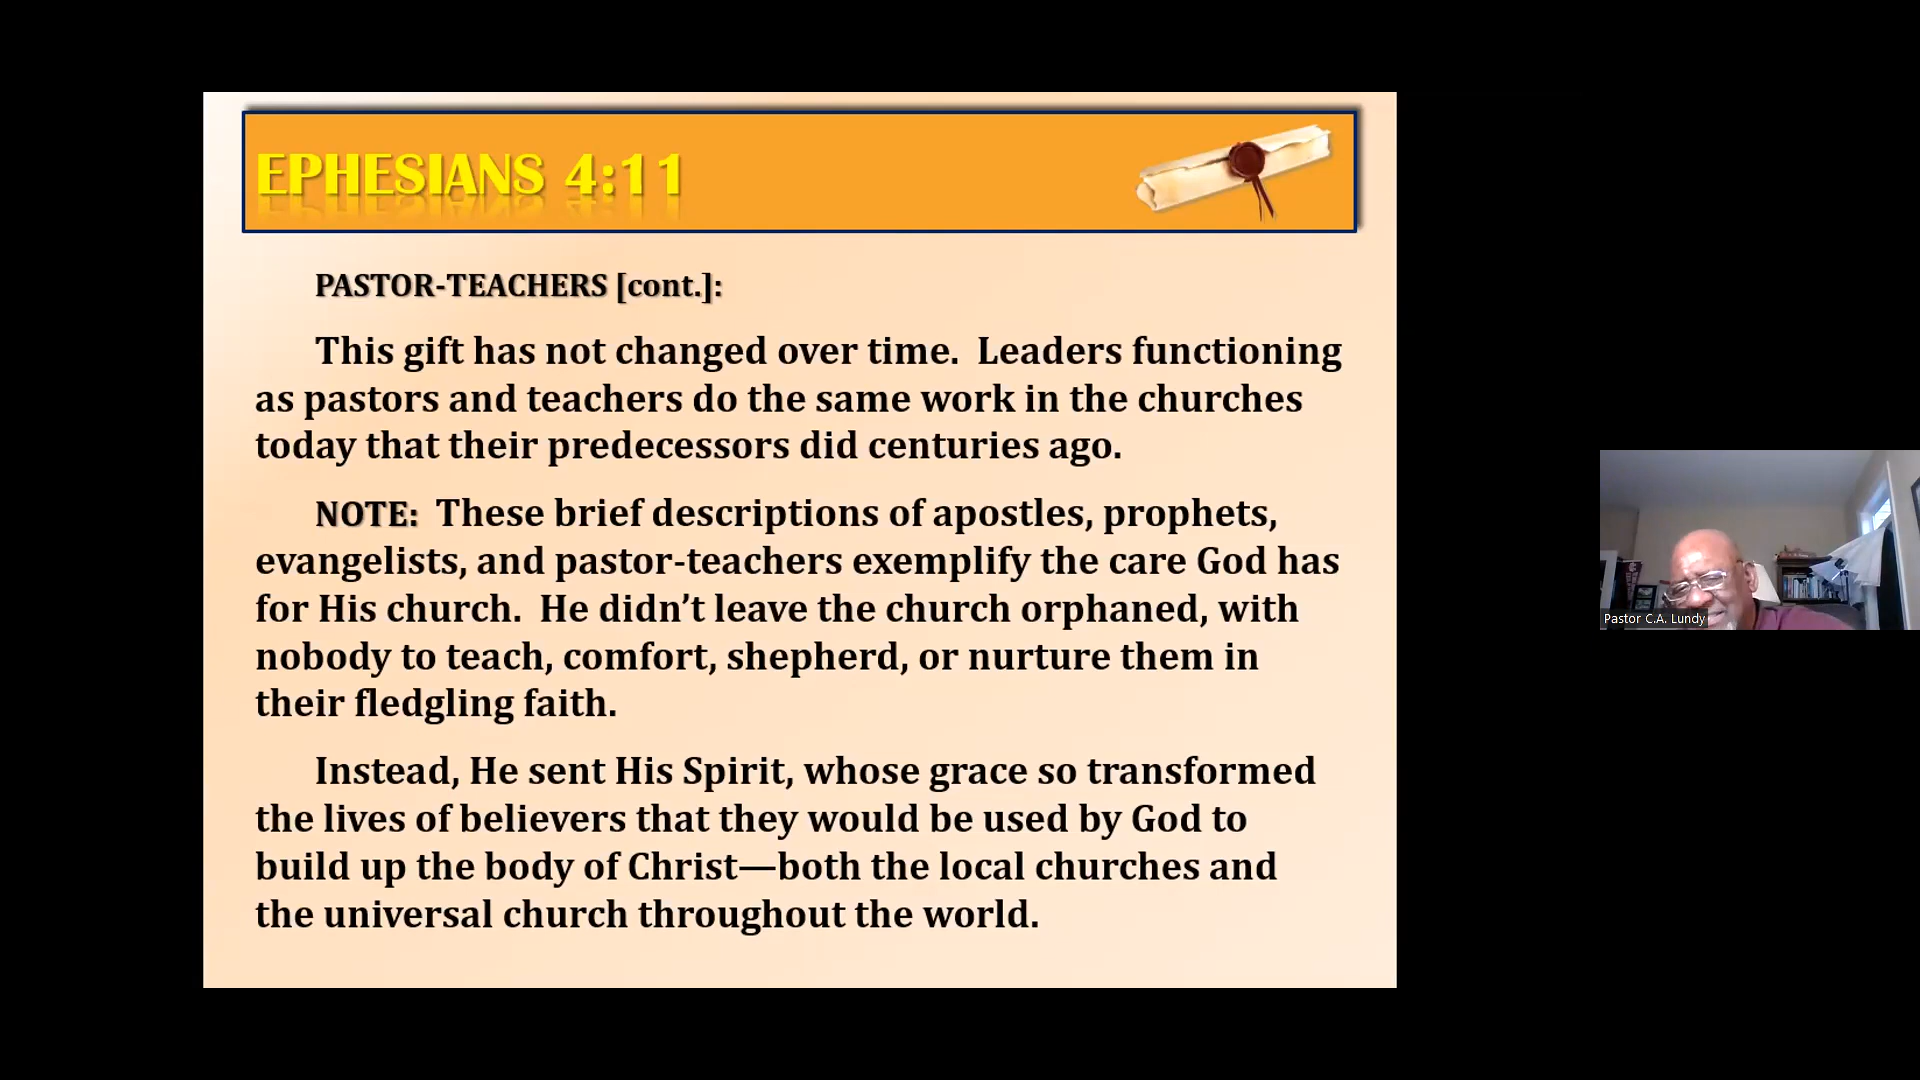 EPHESIANS 4:11
PASTOR-TEACHERS [cont.]:
This gift has not changed over time.  Leaders functioning
as pastors and teachers do the same work in the churches
today that their predecessors did centuries ago.
NOTE:  These brief descriptions of apostles, prophets,
evangelists, and pastor-teachers exemplify the care God has
for His church.  He didn’t leave the church orphaned, with
nobody to teach, comfort, shepherd, or nurture them in
their fledgling faith.
Instead, He sent His Spirit, whose grace so transformed
the lives of believers that they would be used by God to
build up the body of Christ—both the local churches and
the universal church throughout the world.
Pastor C.A. Lundy